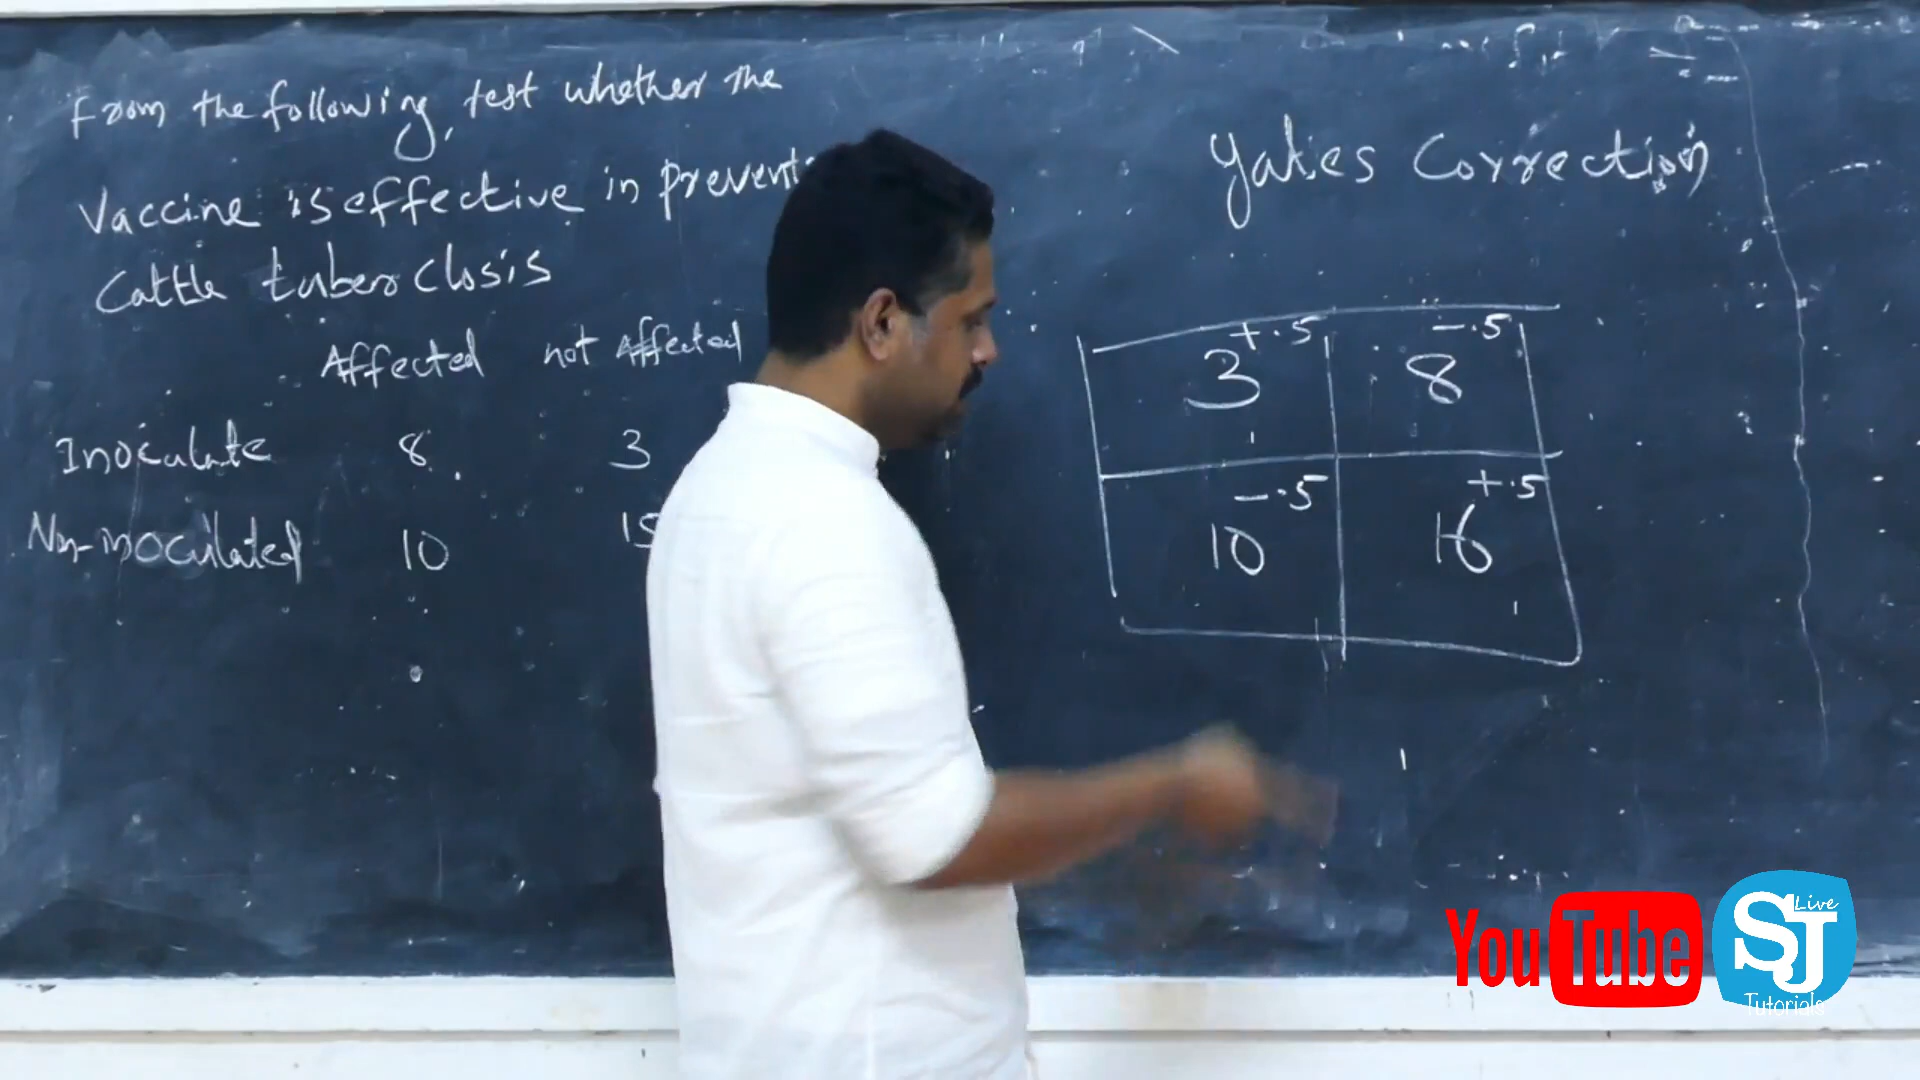 From the following, test whether the
Vaccine is effective in prevent
Cattle tuberclosis
Affected not Affected
Inoculate 8 3
Non-inoculated 10 15
Yates Correction
3 +.5 8 -.5
10 -.5 16 +.5
YouTube
SJ Live
Tutorials